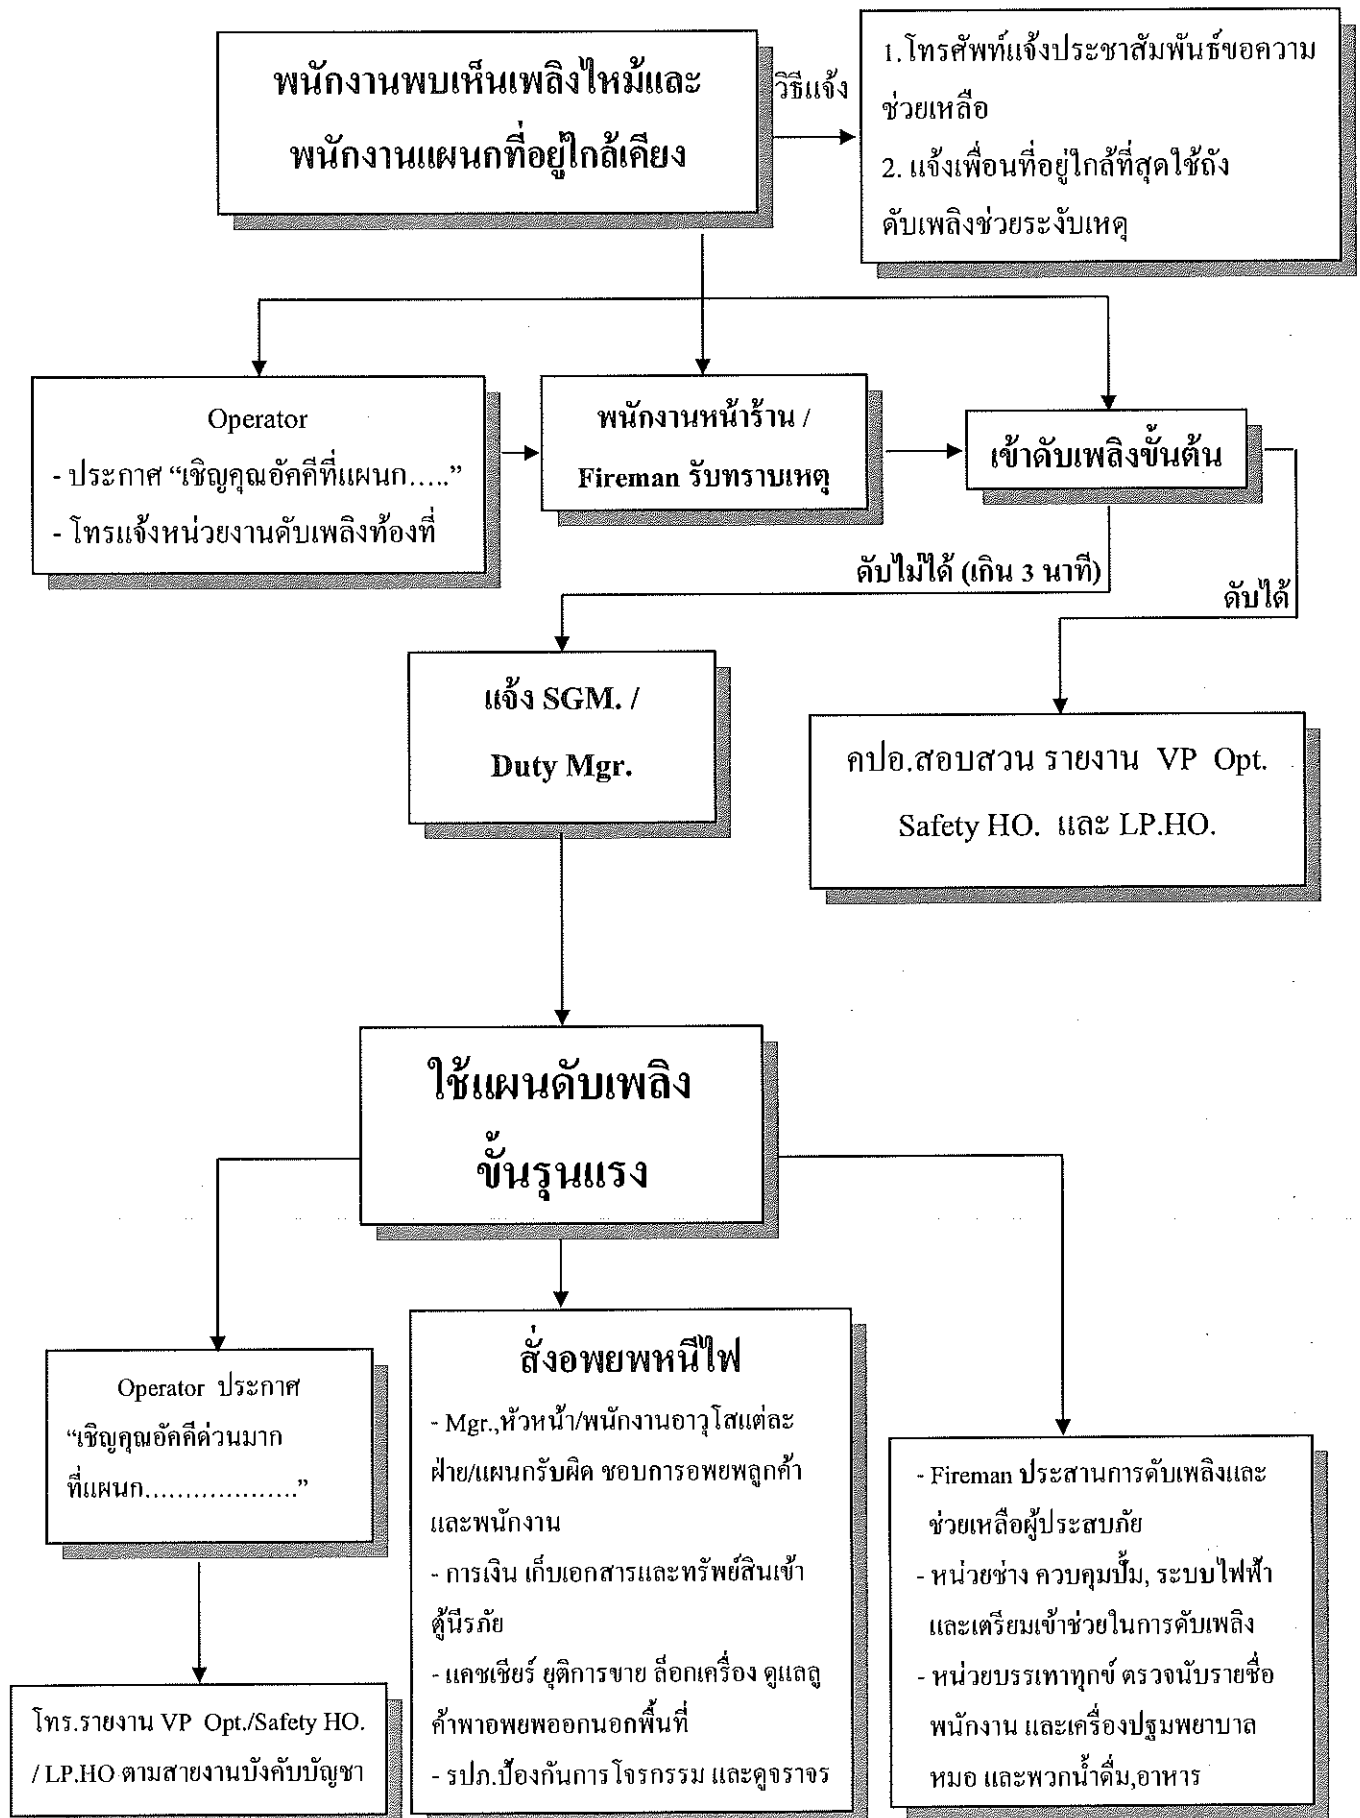 พนักงานพบเห็นเพลิงไหม้และ
พนักงานแผนกที่อยู่ใกล้เคียง
วิธีแจ้ง
1.โทรศัพท์แจ้งประชาสัมพันธ์ขอความ
ช่วยเหลือ
2. แจ้งเพื่อนที่อยู่ใกล้ที่สุดใช้ถัง
ดับเพลิงช่วยระงับเหตุ
Operator
- ประกาศ “เชิญคุณอัคคีที่แผนก…..”
- โทรแจ้งหน่วยงานดับเพลิงท้องที่
พนักงานหน้าร้าน /
Fireman รับทราบเหตุ
เข้าดับเพลิงขั้นต้น
ดับไม่ได้ (เกิน 3 นาที)
ดับได้
แจ้ง SGM. /
Duty Mgr.
คปอ.สอบสวน รายงาน VP Opt.
Safety HO. และ LP.HO.
ใช้แผนดับเพลิง
ขั้นรุนแรง
Operator ประกาศ
“เชิญคุณอัคคีด่วนมาก
ที่แผนก………………..”
โทร.รายงาน VP Opt./Safety HO.
/ LP.HO ตามสายงานบังคับบัญชา
สั่งอพยพหนีไฟ
- Mgr.,หัวหน้า/พนักงานอาวุโสแต่ละ
ฝ่าย/แผนกรับผิด ชอบการอพยพลูกค้า
และพนักงาน
- การเงิน เก็บเอกสารและทรัพย์สินเข้า
ตู้นีรภัย
- แคชเชียร์ ยุติการขาย ล็อกเครื่อง ดูแลลู
ค้าพาอพยพออกนอกพื้นที่
- รปภ.ป้องกันการโจรกรรม และดูจราจร
- Fireman ประสานการดับเพลิงและ
ช่วยเหลือผู้ประสบภัย
- หน่วยช่าง ควบคุมปั้ม, ระบบไฟฟ้า
และเตรียมเข้าช่วยในการดับเพลิง
- หน่วยบรรเทาทุกข์ ตรวจนับรายชื่อ
พนักงาน และเครื่องปฐมพยาบาล
หมอ และพวกน้ำดื่ม,อาหาร